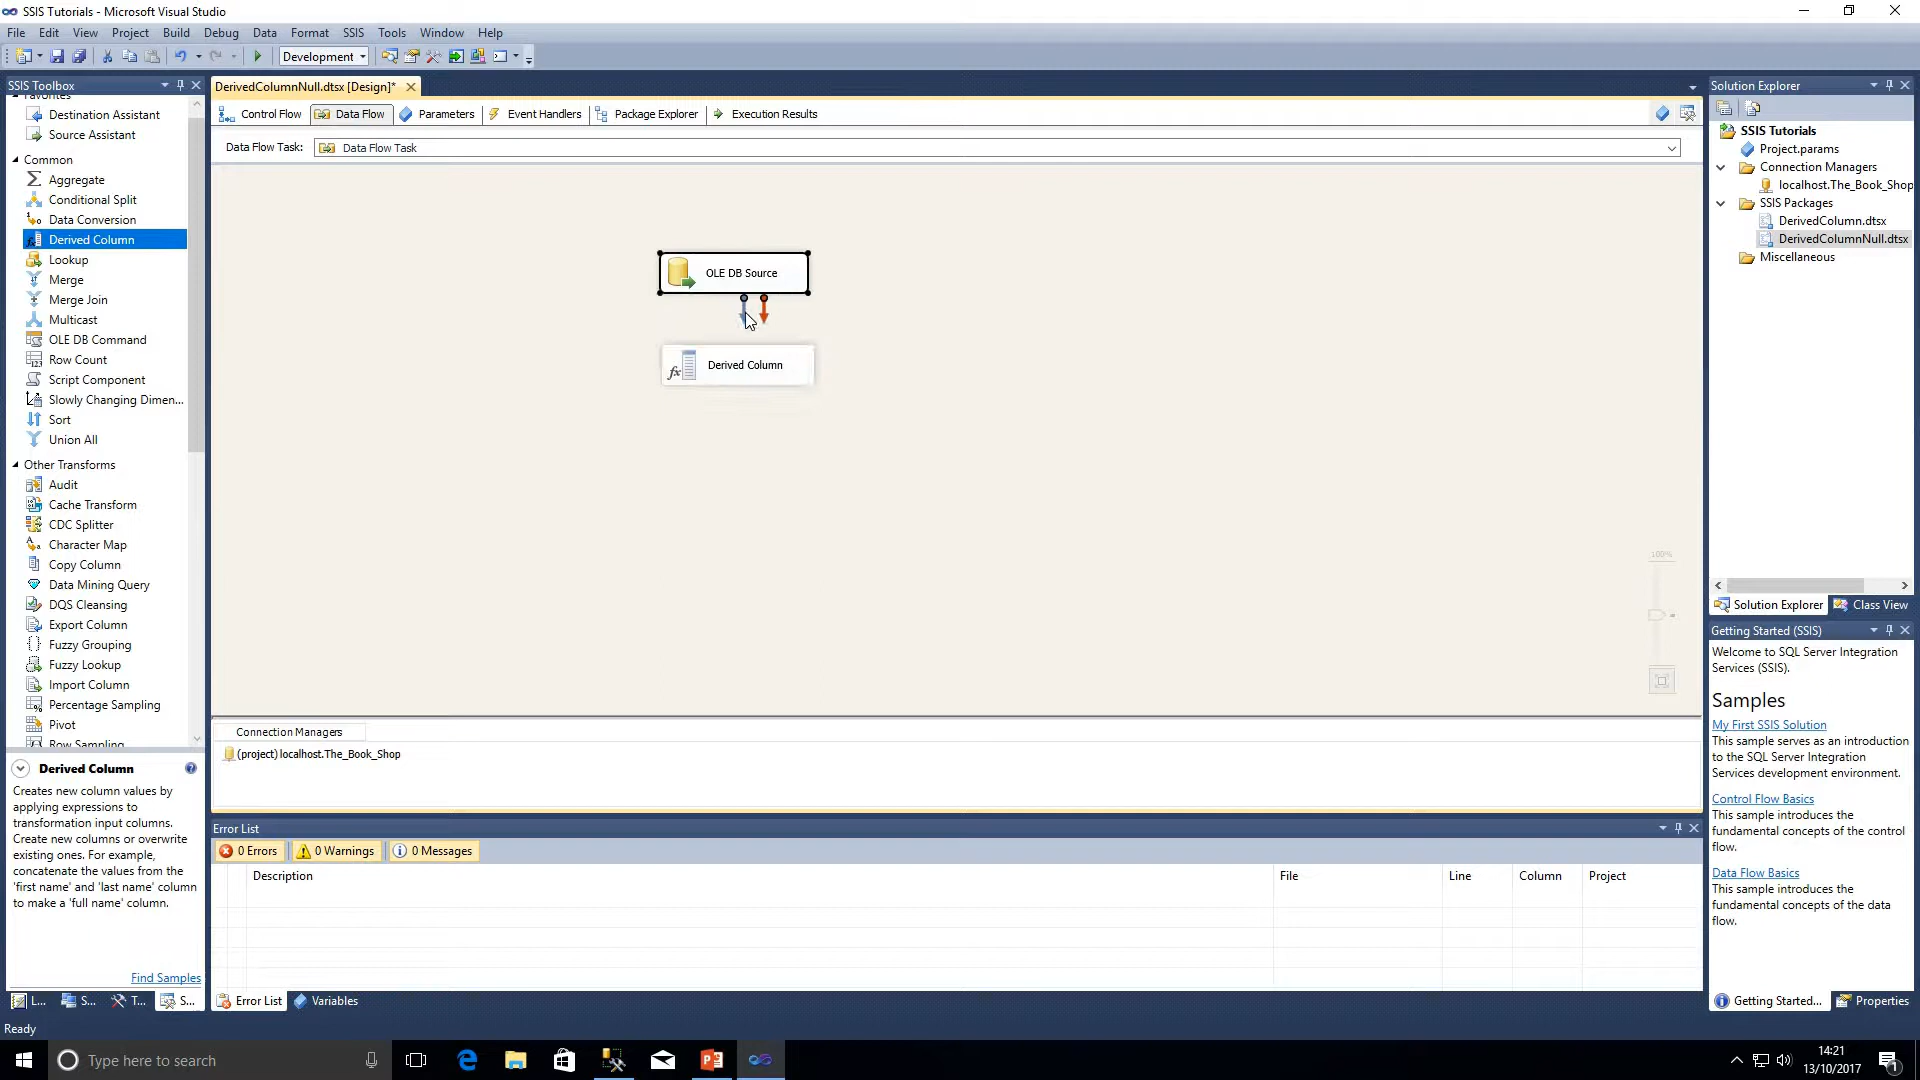 SSIS Tutorials - Microsoft Visual Studio
File Edit View Project Build Debug Data Format SSIS Tools Window Help
Development
SSIS Toolbox
Favorites
Destination Assistant
Source Assistant
Common
Aggregate
Conditional Split
Data Conversion
Derived Column
Lookup
Merge
Merge Join
Multicast
OLE DB Command
Row Count
Script Component
Slowly Changing Dimen...
Sort
Union All
Other Transforms
Audit
Cache Transform
CDC Splitter
Character Map
Copy Column
Data Mining Query
DQS Cleansing
Export Column
Fuzzy Grouping
Fuzzy Lookup
Import Column
Percentage Sampling
Pivot
Row Sampling
Derived Column
Creates new column values by
applying expressions to
transformation input columns.
Create new columns or overwrite
existing ones. For example,
concatenate the values from the
'first name' and 'last name' column
to make a 'full name' column.
Find Samples
L... S... T... S...
DerivedColumnNull.dtsx [Design]*
Control Flow Data Flow Parameters Event Handlers Package Explorer Execution Results
Data Flow Task: Data Flow Task
OLE DB Source
fx Derived Column
100%
Connection Managers
(project) localhost.The_Book_Shop
Error List
0 Errors 0 Warnings 0 Messages
Description File Line Column Project
Error List Variables
Solution Explorer
SSIS Tutorials
Project.params
Connection Managers
localhost.The_Book_Shop
SSIS Packages
DerivedColumn.dtsx
DerivedColumnNull.dtsx
Miscellaneous
Solution Explorer Class View
Getting Started (SSIS)
Welcome to SQL Server Integration
Services (SSIS).
Samples
My First SSIS Solution
This sample serves as an introduction
to the SQL Server Integration
Services development environment.
Control Flow Basics
This sample introduces the
fundamental concepts of the control
flow.
Data Flow Basics
This sample introduces the
fundamental concepts of the data
flow.
Getting Started... Properties
Ready
Type here to search
14:21
13/10/2017
1